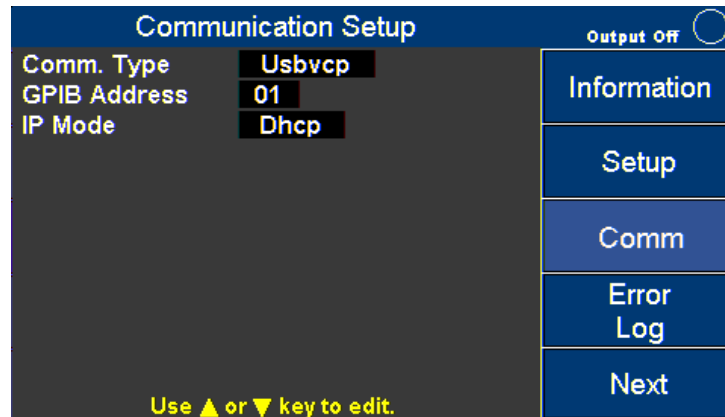 Communication Setup
Output Off
Comm. Type Usbvcp
GPIB Address 01
IP Mode Dhcp
Information
Setup
Comm
Error
Log
Next
Use ▲ or ▼ key to edit.